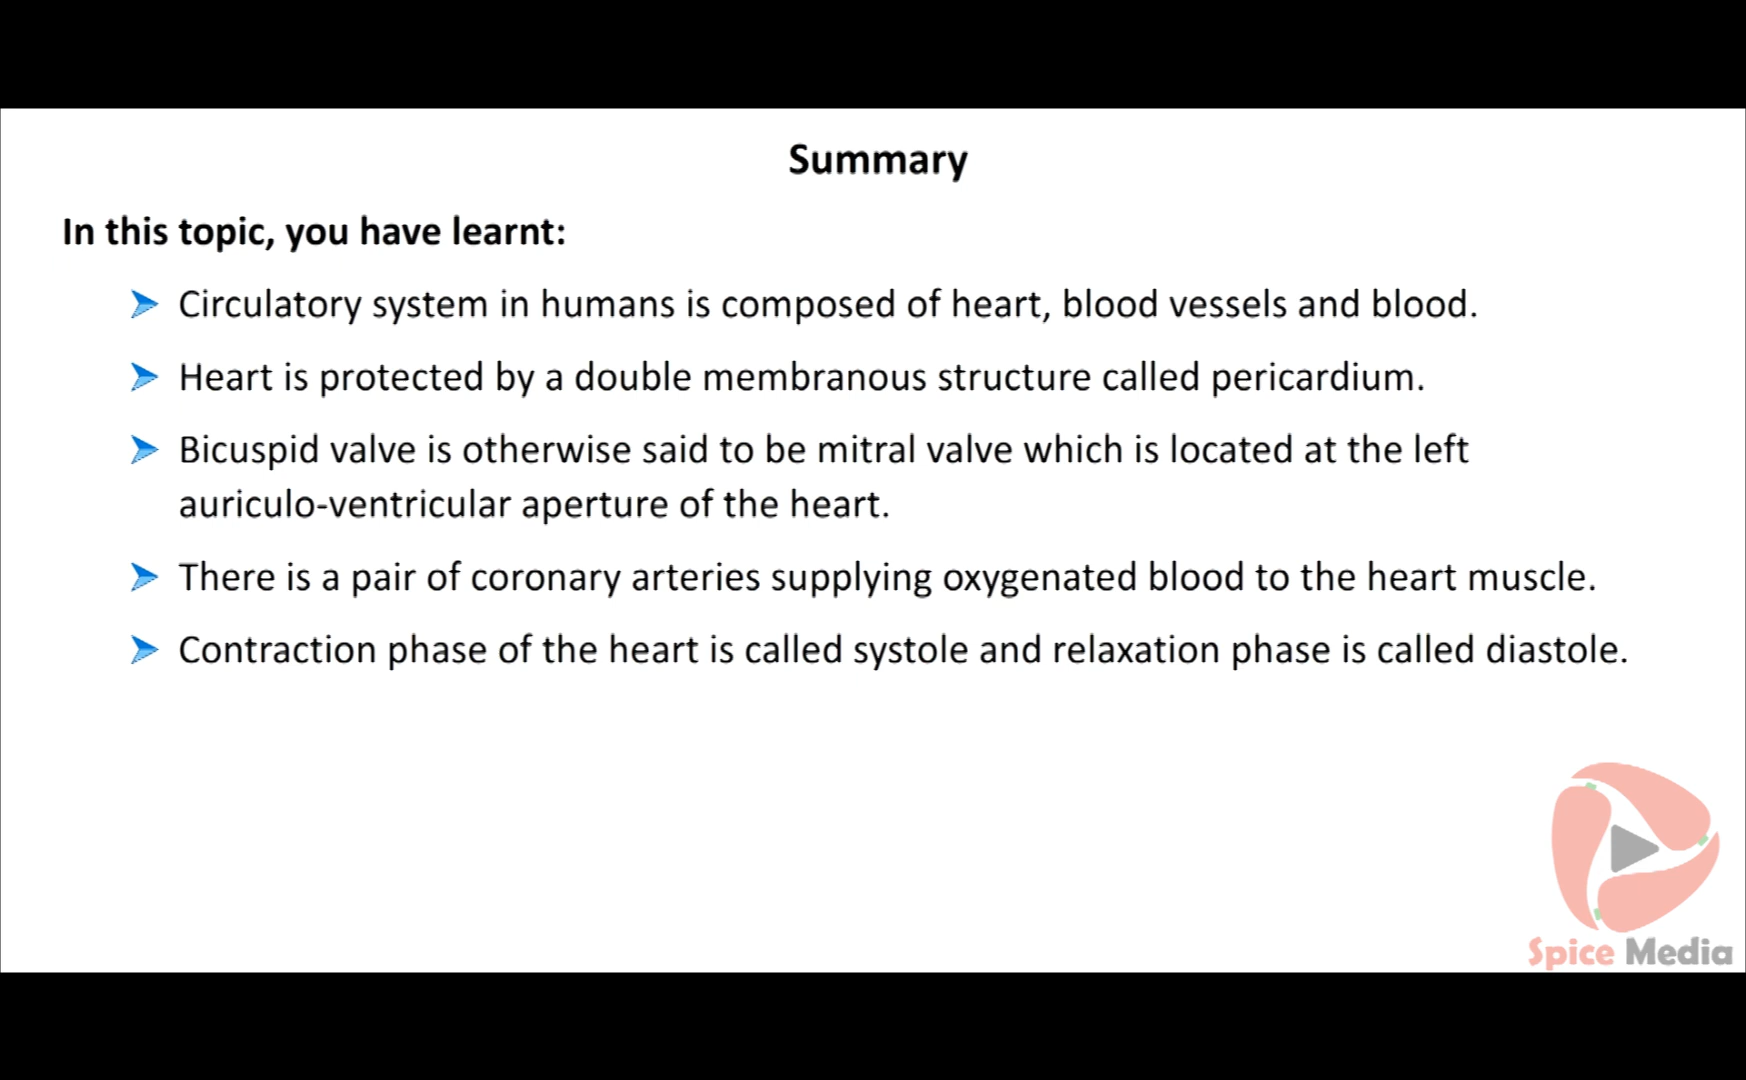 Summary
In this topic, you have learnt:
Circulatory system in humans is composed of heart, blood vessels and blood.
Heart is protected by a double membranous structure called pericardium.
Bicuspid valve is otherwise said to be mitral valve which is located at the left
auriculo-ventricular aperture of the heart.
There is a pair of coronary arteries supplying oxygenated blood to the heart muscle.
Contraction phase of the heart is called systole and relaxation phase is called diastole.
Spice Media